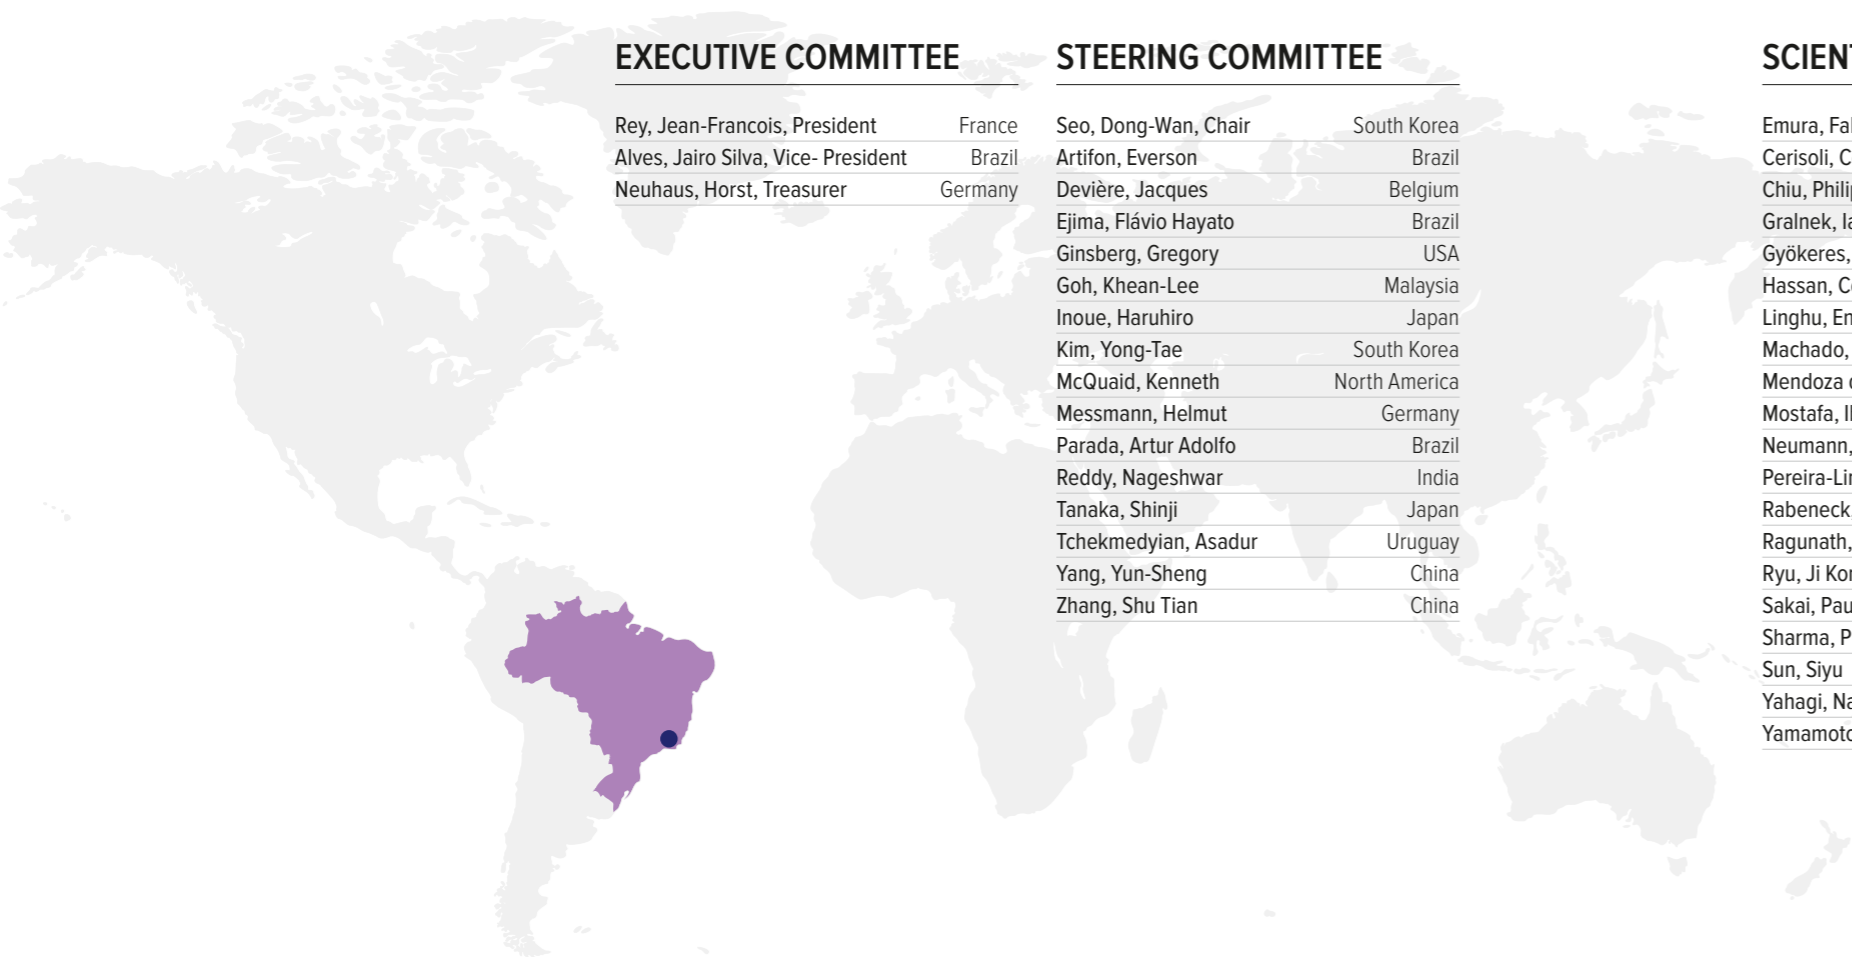 EXECUTIVE COMMITTEE
Rey, Jean-Francois, President France
Alves, Jairo Silva, Vice- President Brazil
Neuhaus, Horst, Treasurer Germany
STEERING COMMITTEE
Seo, Dong-Wan, Chair South Korea
Artifon, Everson Brazil
Devière, Jacques Belgium
Ejima, Flávio Hayato Brazil
Ginsberg, Gregory USA
Goh, Khean-Lee Malaysia
Inoue, Haruhiro Japan
Kim, Yong-Tae South Korea
McQuaid, Kenneth North America
Messmann, Helmut Germany
Parada, Artur Adolfo Brazil
Reddy, Nageshwar India
Tanaka, Shinji Japan
Tchekmedyian, Asadur Uruguay
Yang, Yun-Sheng China
Zhang, Shu Tian China
Emura,
Cerisoli,
Chiu,
Gralnek,
Gyökeres,
Hassan,
Linghu,
Machado,
Mendoza
Mostafa,
Neumann,
Rabeneck,
Ragunath,
Ryu, Ji
Sakai,
Sharma,
Sun, Siyu
Yahagi,